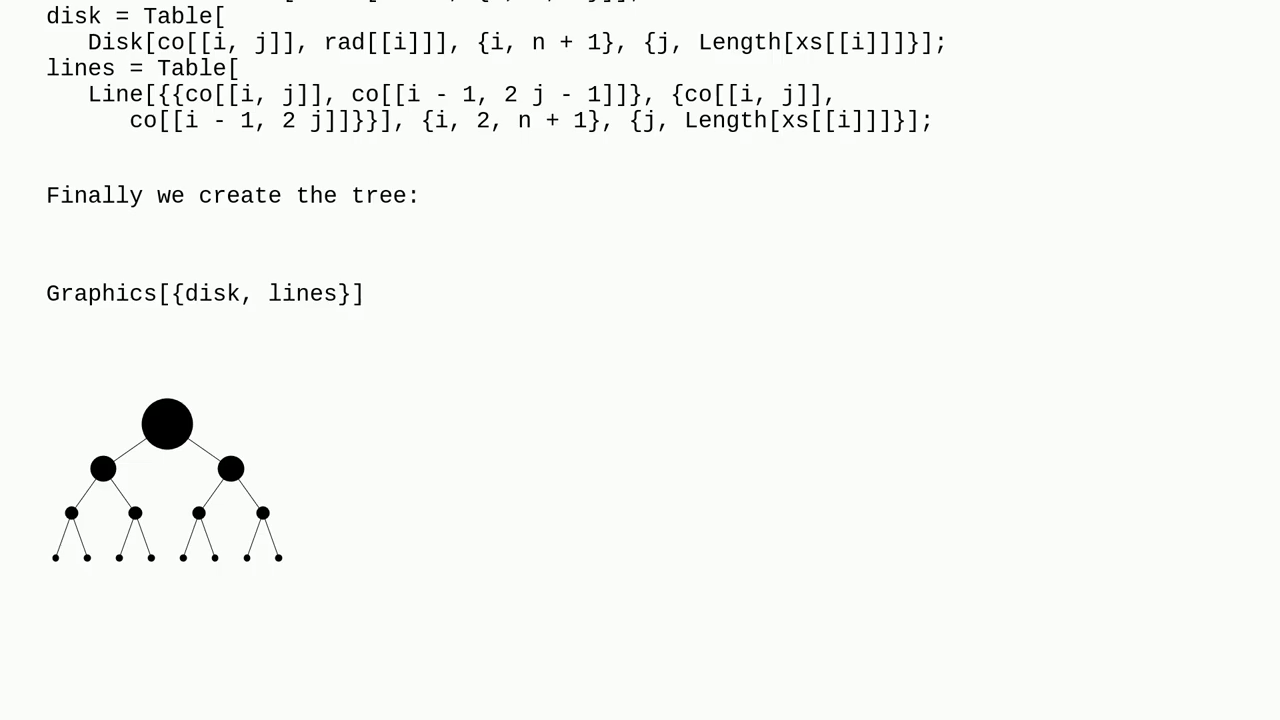 disk = Table[
Disk[co[[i, j]], rad[[i]]], {i, n + 1}, {j, Length[xs[[i]]]}];
lines = Table[
Line[{{co[[i, j]], co[[i - 1, 2 j - 1]]}, {co[[i, j]],
co[[i - 1, 2 j]]}}], {i, 2, n + 1}, {j, Length[xs[[i]]]}];
Finally we create the tree:
Graphics[{disk, lines}]